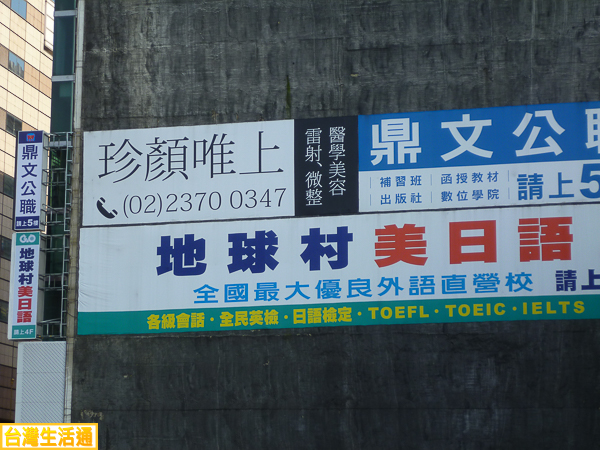 鼎文公職
請上5樓
地球村美日語
請上4F
珍顏唯上
(02)2370 0347
醫學美容
雷射、微整
鼎文公
補習班 函授教材
出版社 數位學院
請上5
地球村美日語
全國最大優良外語直營校
請上
各級會話·全民英檢·日語檢定·TOEFL·TOEIC·IELTS
台灣生活通